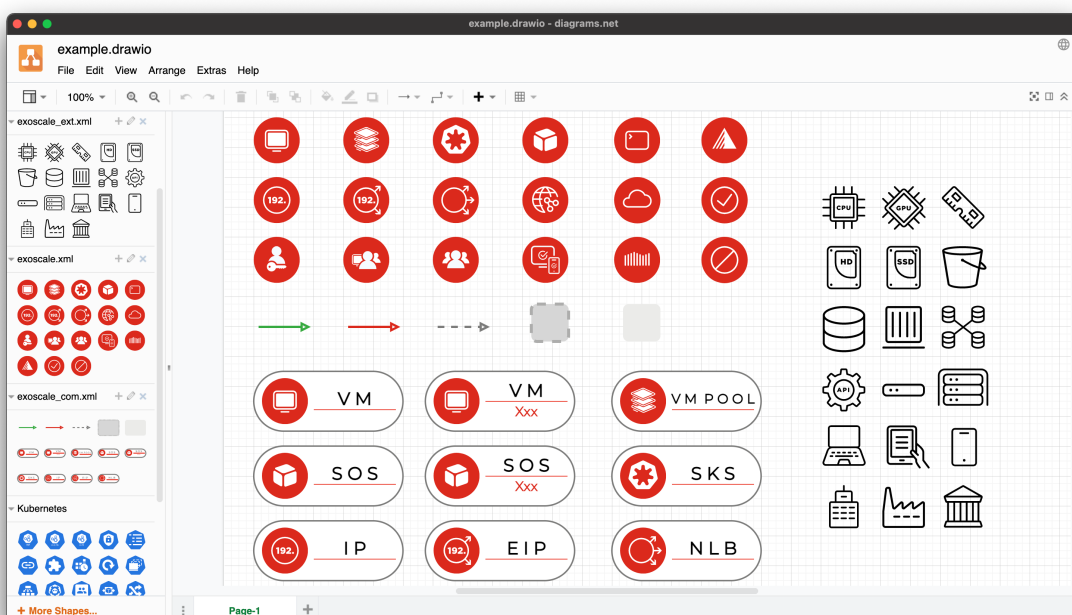 example.drawio - diagrams.net
example.drawio
File Edit View Arrange Extras Help
100%
exoscale_ext.xml
exoscale.xml
exoscale_com.xml
Kubernetes
+ More Shapes...
192. 192.
CPU GPU
HD SSD
API
VM VM VM POOL
Xxx
SOS SOS SKS
Xxx
192. IP 192. EIP NLB
Page-1